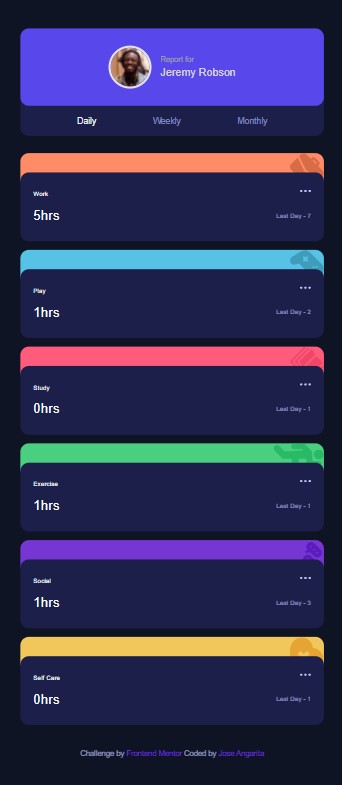 Report for
Jeremy Robson
Daily Weekly Monthly
Work
5hrs Last Day - 7
Play
1hrs Last Day - 2
Study
0hrs Last Day - 1
Exercise
1hrs Last Day - 1
Social
1hrs Last Day - 3
Self Care
0hrs Last Day - 1
Challenge by Frontend Mentor Coded by Jose Angarita